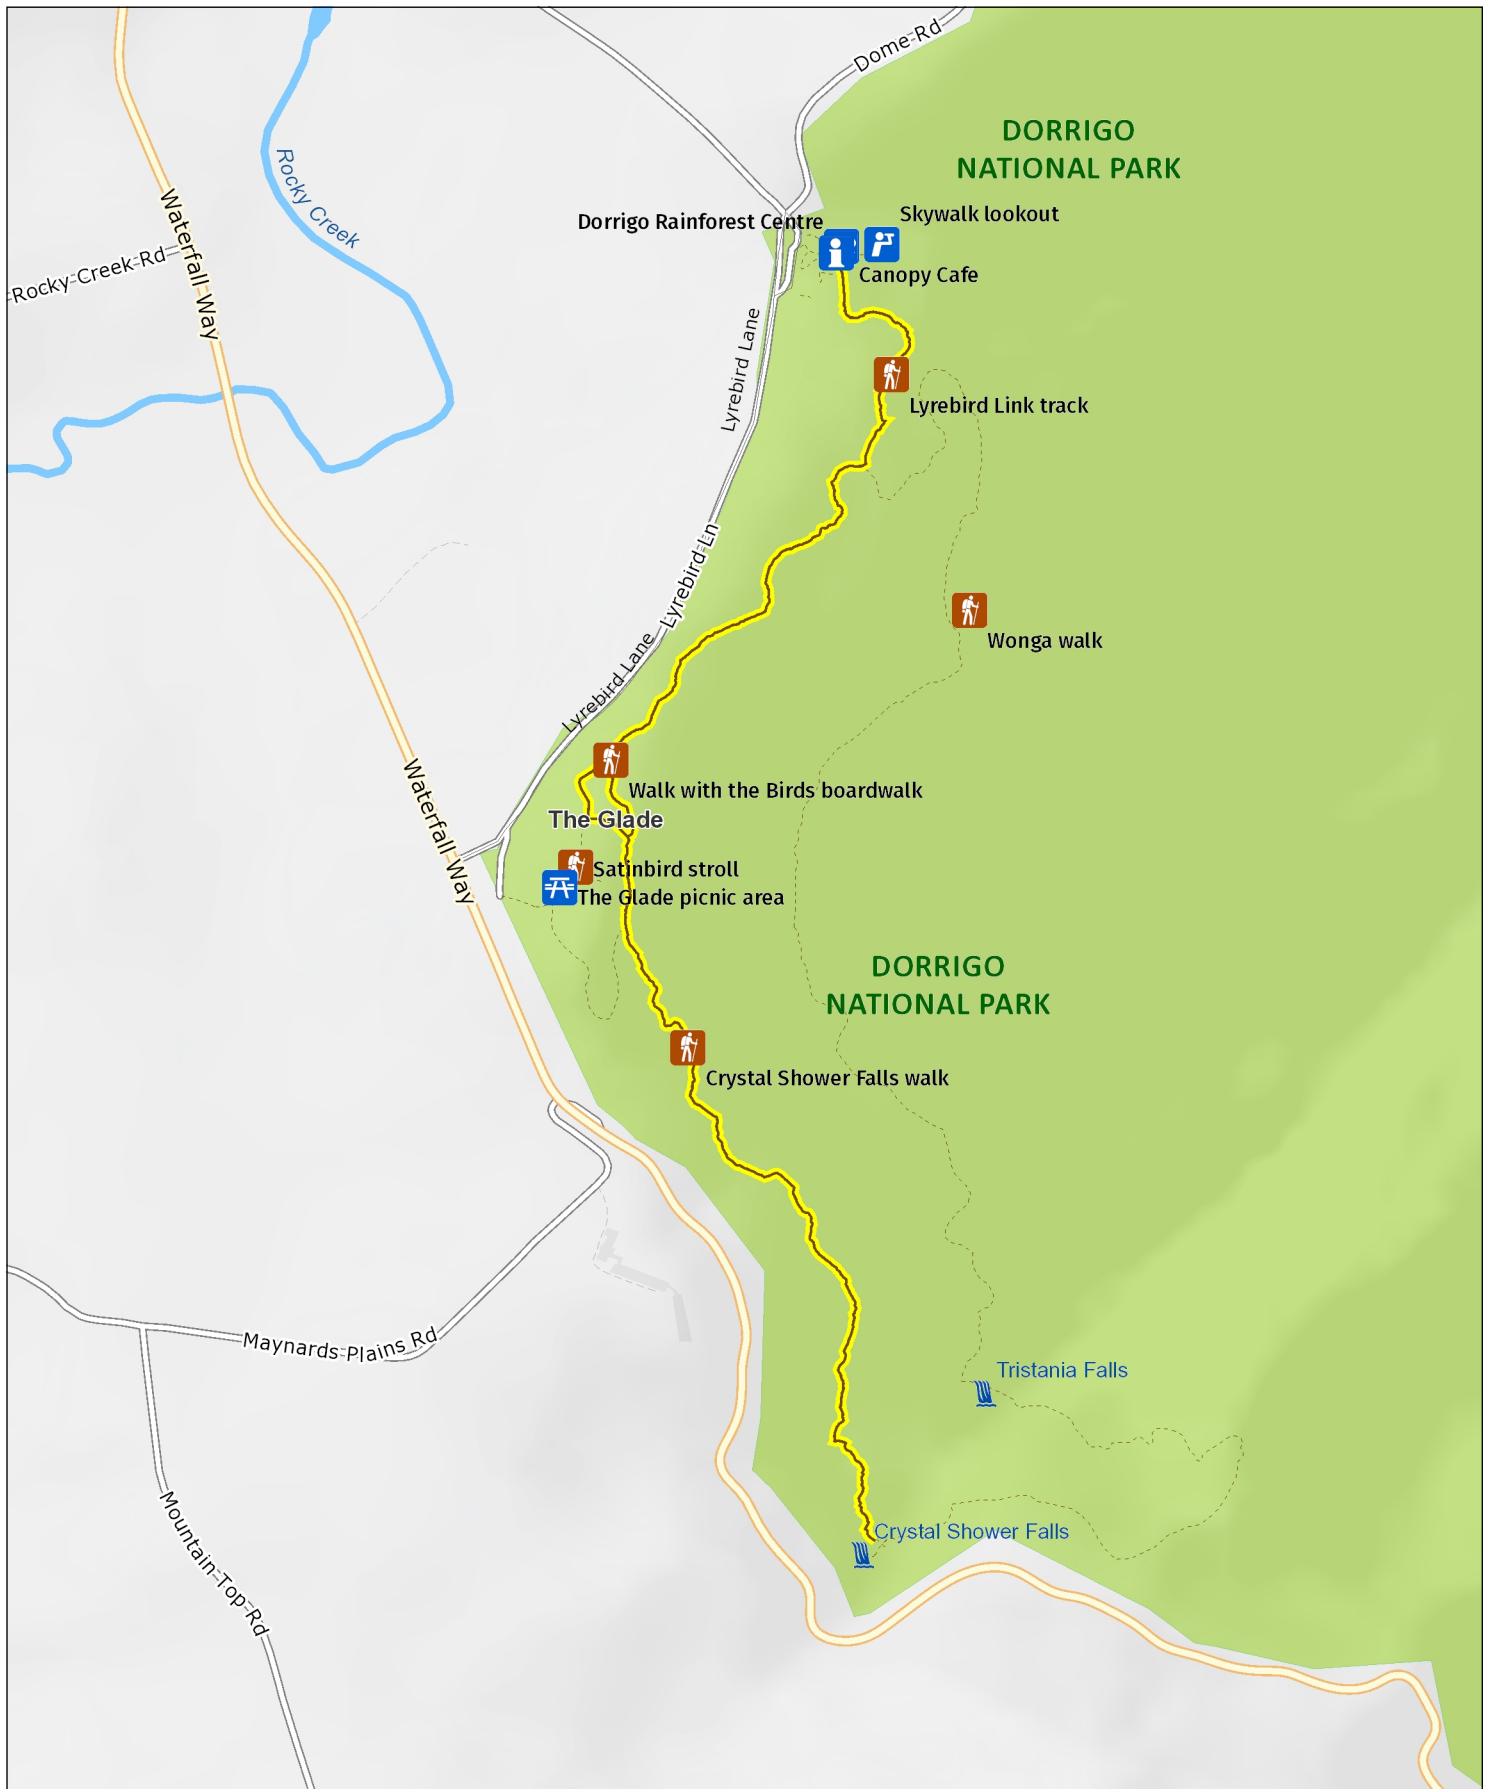 Dome Rd
DORRIGO
NATIONAL PARK
Rocky Creek
Waterfall Way
Skywalk lookout
Dorrigo Rainforest Centre
Rocky Creek Rd
Canopy Cafe
Lyrebird Lane
Lyrebird Link track
Lyrebird Ln
Wonga walk
Lyrebird Lane
Waterfall Way
Walk with the Birds boardwalk
The Glade
Satinbird stroll
The Glade picnic area
DORRIGO
NATIONAL PARK
Crystal Shower Falls walk
Maynards Plains Rd
Tristania Falls
Crystal Shower Falls
Mountain Top Rd